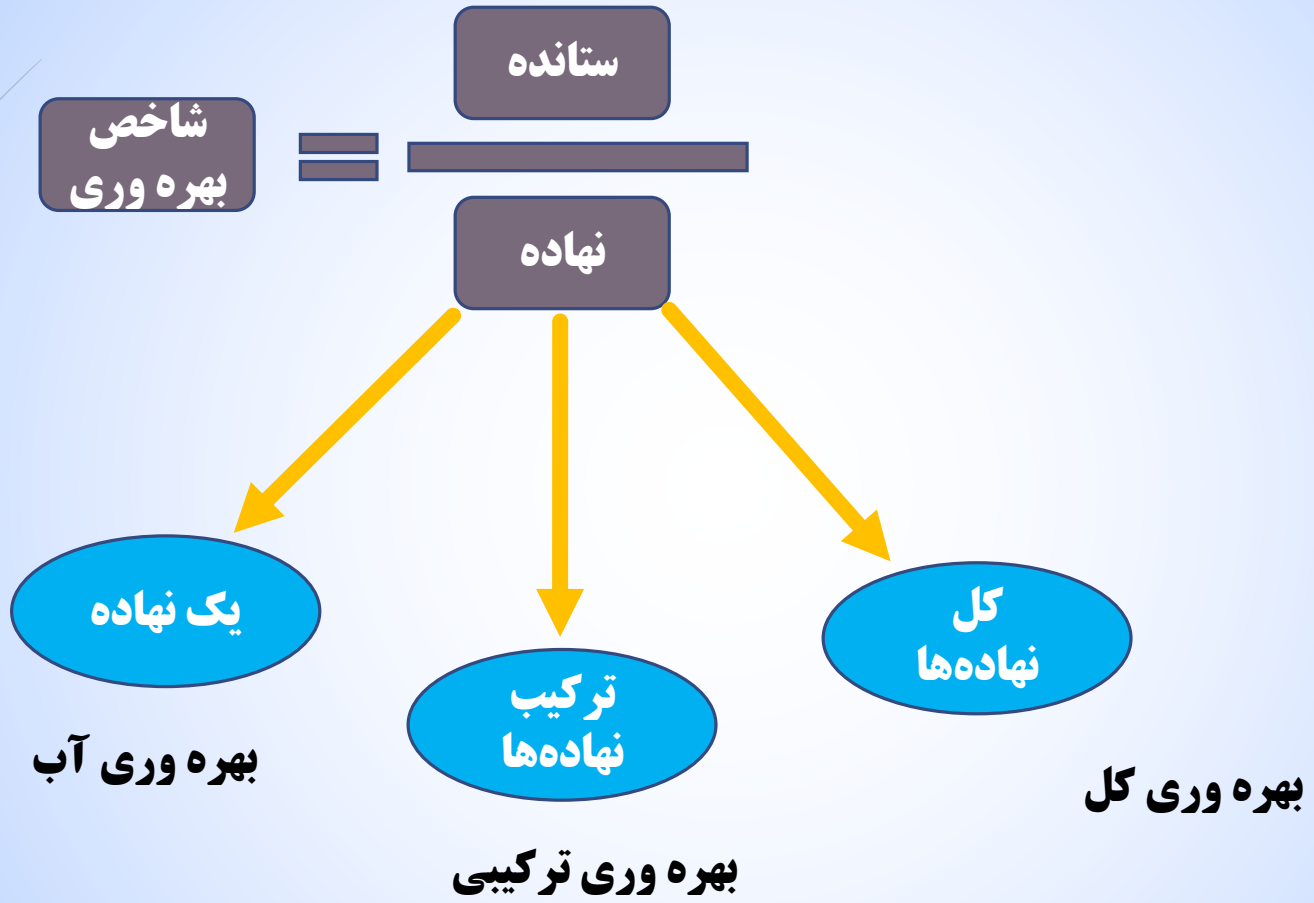 ستانده
شاخص
بهره وری
نهاده
یک نهاده
ترکیب
نهاده‌ها
کل
نهاده‌ها
بهره وری آب
بهره وری ترکیبی
بهره وری کل